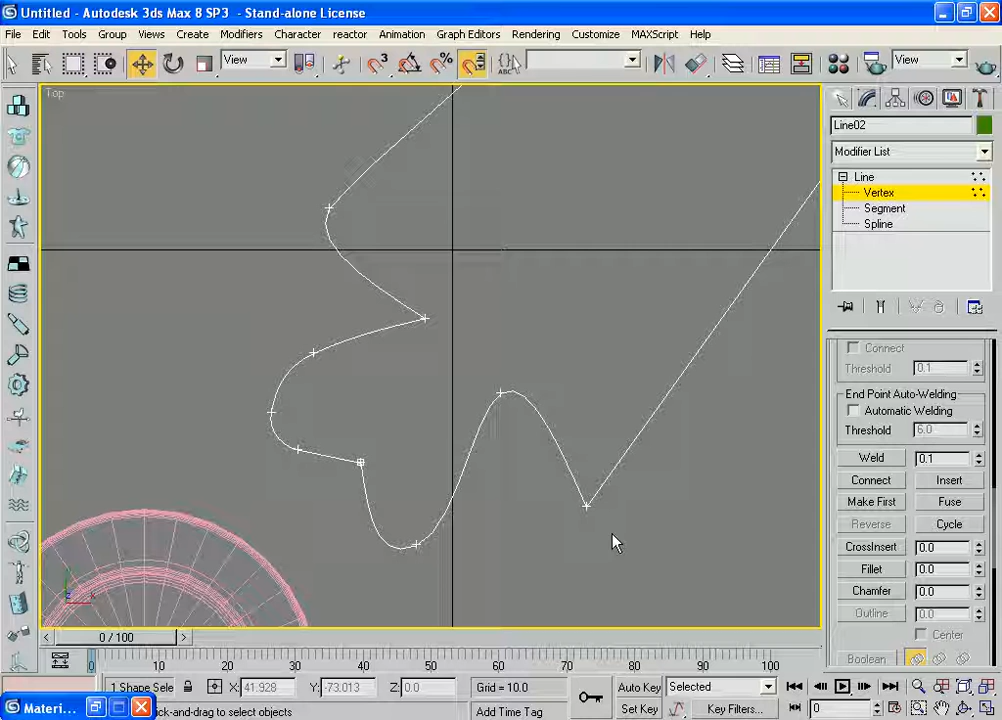 Untitled - Autodesk 3ds Max 8 SP3 - Stand-alone License
File Edit Tools Group Views Create Modifiers Character reactor Animation Graph Editors Rendering Customize MAXScript Help
View
ABC
View
Top
Line02
Modifier List
Line
Vertex
Segment
Spline
Connect
Threshold 0.1
End Point Auto-Welding
Automatic Welding
Threshold 6.0
Weld 0.1
Connect Insert
Make First Fuse
Reverse Cycle
CrossInsert 0.0
Fillet 0.0
Chamfer 0.0
Outline 0.0
Center
Boolean
0 / 100
0 10 20 30 40 50 60 70 80 90 100
1 Shape Sele X: 41.928 Y: -73.013 Z: 0.0 Grid = 10.0 Auto Key Selected
Materi... -and-drag to select objects Add Time Tag Set Key Key Filters... 0